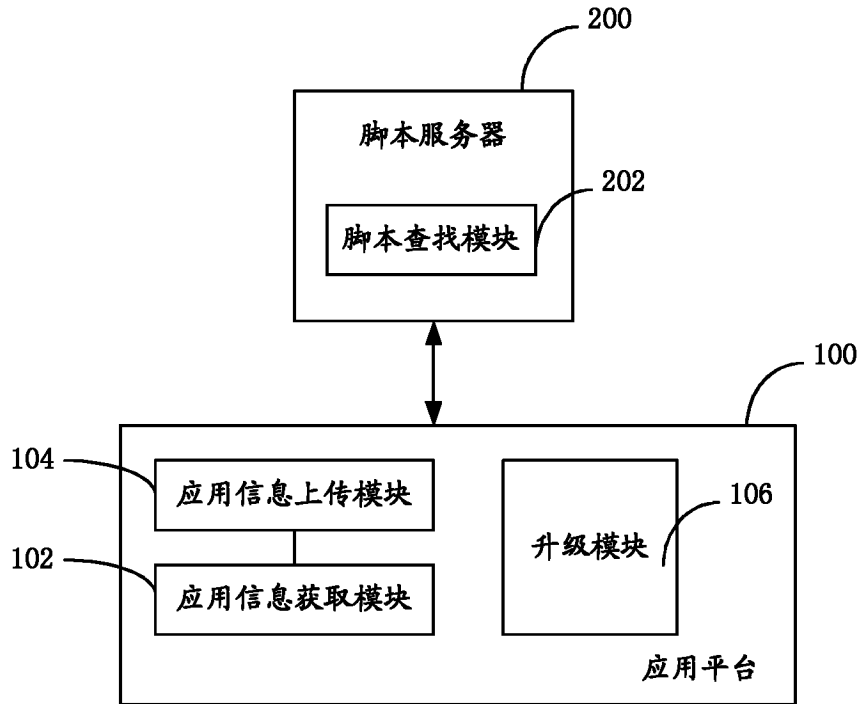 200
脚本服务器
202
脚本查找模块
100
104
应用信息上传模块
106
升级模块
102
应用信息获取模块
应用平台